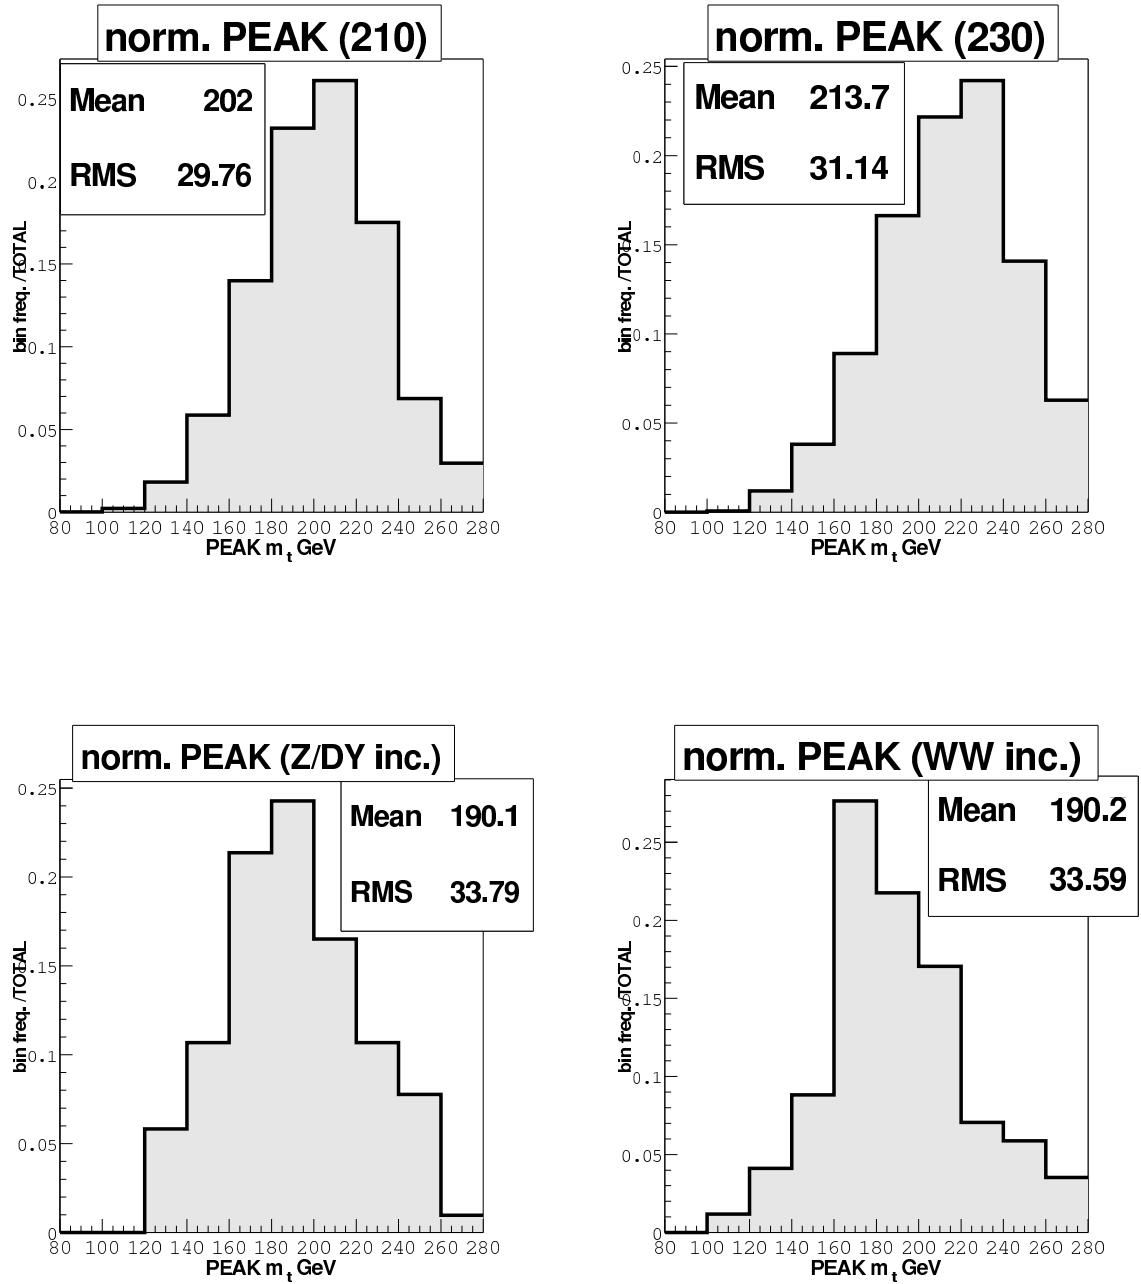 norm. PEAK (210)
Mean 202
RMS 29.76
0.25
0.2
0.15
0.1
0.05
0
bin freq. /TOTAL
80 100 120 140 160 180 200 220 240 260 280
PEAK m t GeV
norm. PEAK (230)
Mean 213.7
RMS 31.14
0.25
0.2
0.15
0.1
0.05
0
bin freq. /TOTAL
80 100 120 140 160 180 200 220 240 260 280
PEAK m t GeV
norm. PEAK (Z/DY inc.)
Mean 190.1
RMS 33.79
0.25
0.2
0.15
0.1
0.05
0
bin freq. /TOTAL
80 100 120 140 160 180 200 220 240 260 280
PEAK m t GeV
norm. PEAK (WW inc.)
Mean 190.2
RMS 33.59
0.25
0.2
0.15
0.1
0.05
0
bin freq. /TOTAL
80 100 120 140 160 180 200 220 240 260 280
PEAK m t GeV